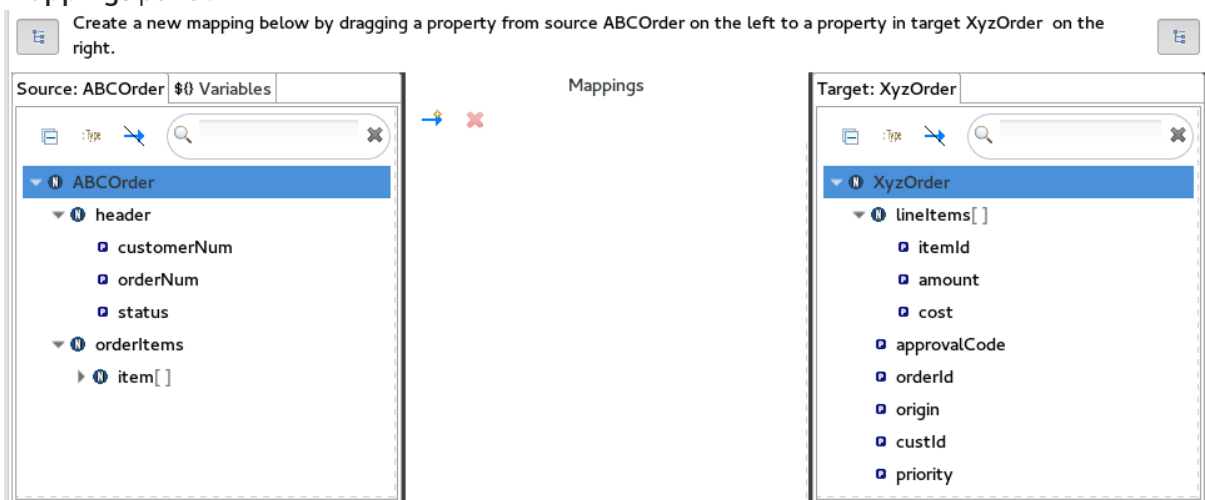 Create a new mapping below by dragging a property from source ABCOrder on the left to a property in target XyzOrder on the
right.
Source: ABCOrder
${} Variables
Mappings
Target: XyzOrder
:Type
:Type
ABCOrder
header
customerNum
orderNum
status
orderItems
item[ ]
XyzOrder
lineItems[ ]
itemId
amount
cost
approvalCode
orderId
origin
custId
priority